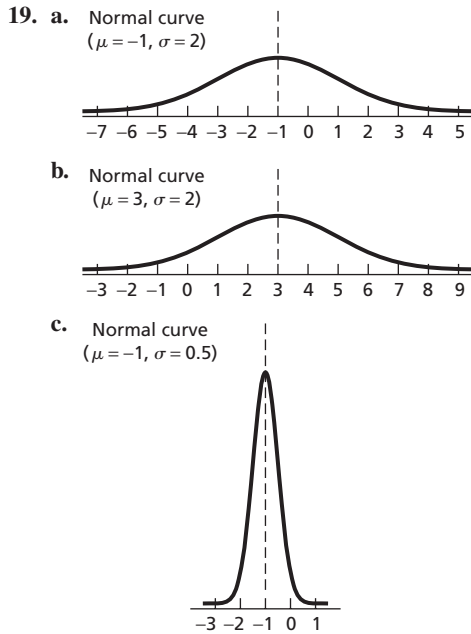 19. a. Normal curve
(μ = –1, σ = 2)
–7 –6 –5 –4 –3 –2 –1 0 1 2 3 4 5
b. Normal curve
(μ = 3, σ = 2)
–3 –2 –1 0 1 2 3 4 5 6 7 8 9
c. Normal curve
(μ = –1, σ = 0.5)
–3 –2 –1 0 1